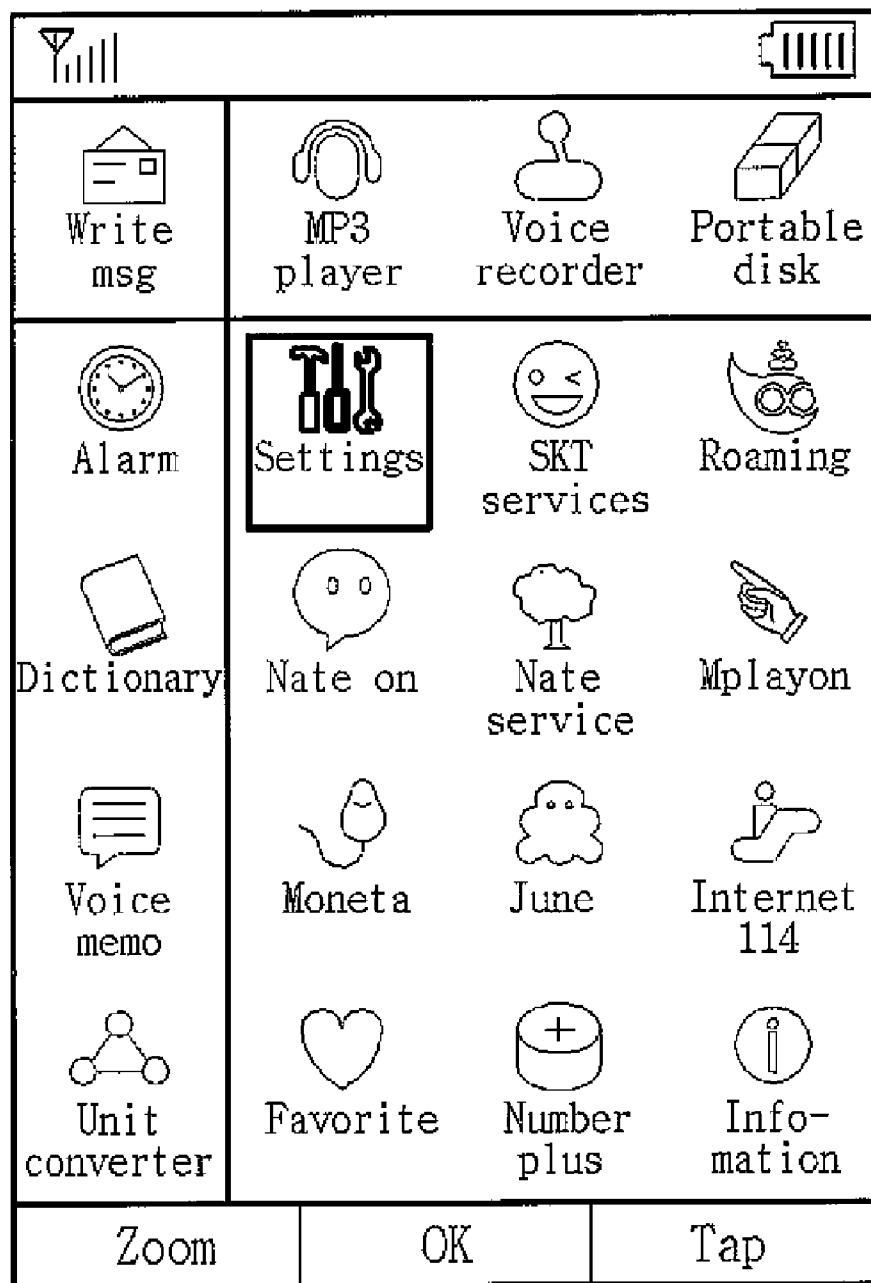 Write
msg
MP3
player
Voice
recorder
Portable
disk
Alarm
Settings
SKT
services
Roaming
Dictionary
Nate on
Nate
service
Mplayon
Voice
memo
Moneta
June
Internet
114
Unit
converter
Favorite
Number
plus
Info-
mation
Zoom
OK
Tap